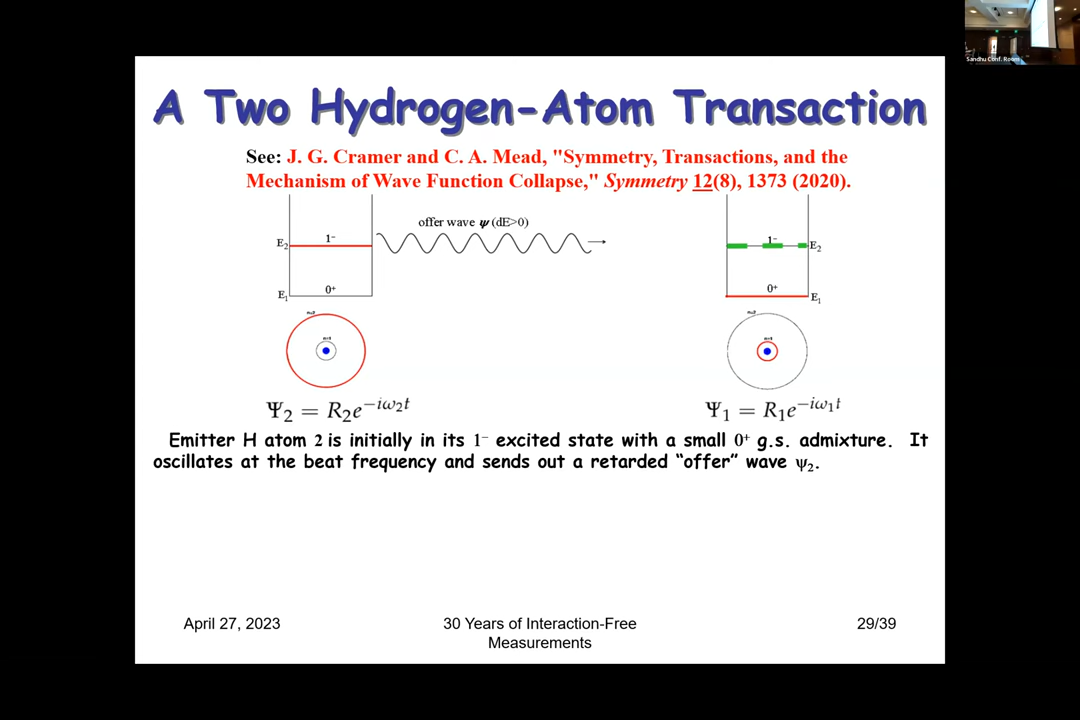 Sandhu Conf. Room
A Two Hydrogen-Atom Transaction
See: J. G. Cramer and C. A. Mead, "Symmetry, Transactions, and the
Mechanism of Wave Function Collapse," Symmetry 12(8), 1373 (2020).
offer wave ψ (dE>0)
E₂ 1⁻
1⁻ E₂
E₁ 0⁺
0⁺ E₁
Ψ₂ = R₂e^{−iω₂t}
Ψ₁ = R₁e^{−iω₁t}
Emitter H atom 2 is initially in its 1⁻ excited state with a small 0⁺ g.s. admixture. It
oscillates at the beat frequency and sends out a retarded “offer” wave ψ₂.
April 27, 2023
30 Years of Interaction-Free
Measurements
29/39